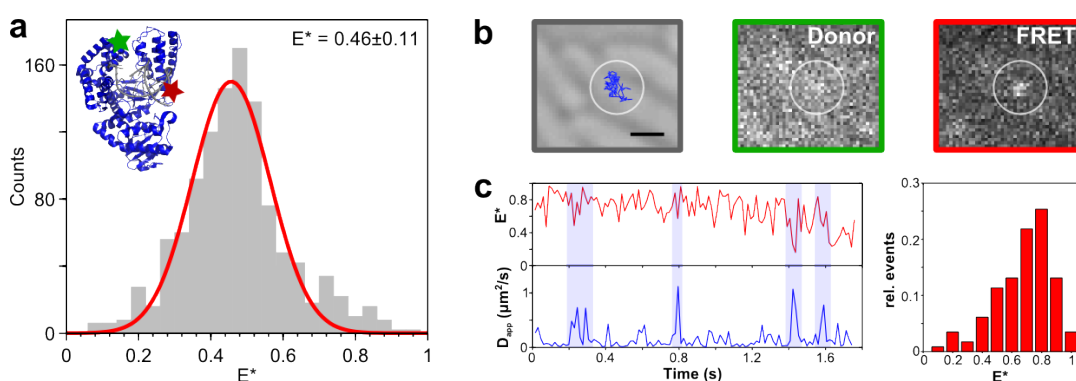 a
E* = 0.46±0.11
160
80
0
Counts
0 0.2 0.4 0.6 0.8 1
E*
b
Donor
FRET
c
E*
0.8
0.4
0
D_app (μm²/s)
1
0
0 0.4 0.8 1.2 1.6
Time (s)
rel. events
0.3
0.2
0.1
0
0 0.2 0.4 0.6 0.8 1
E*